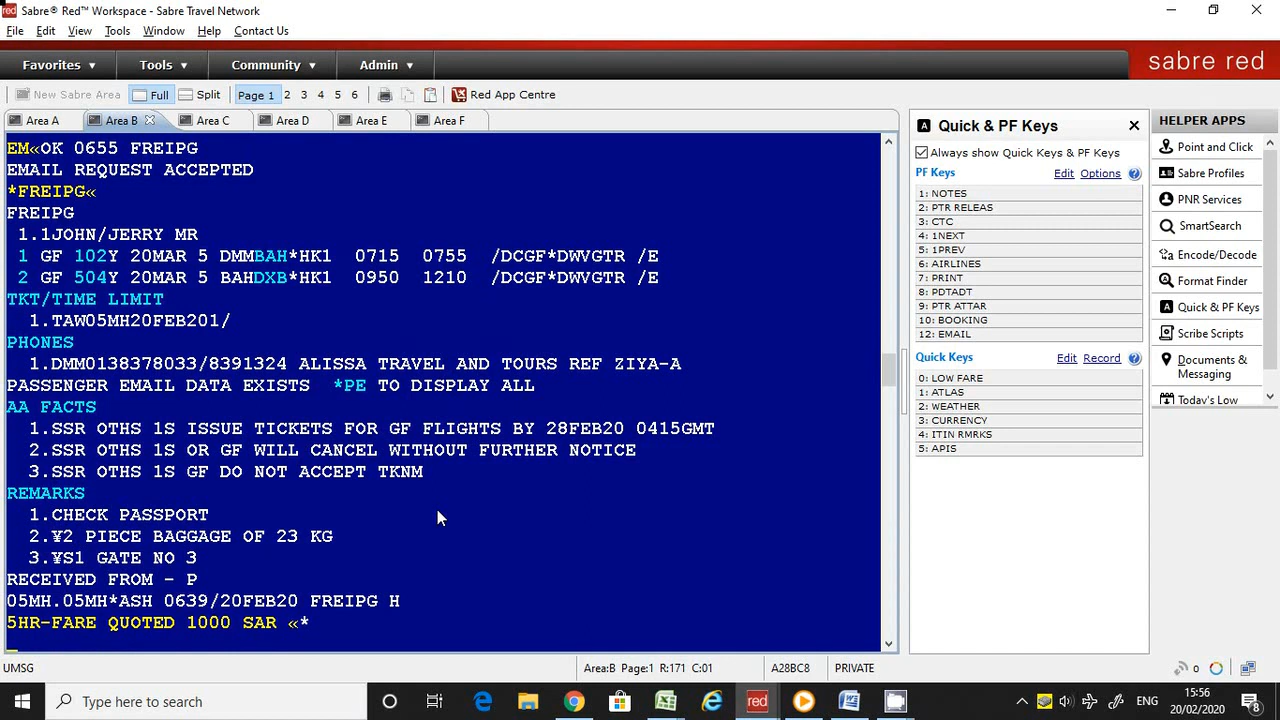 Sabre® Red™ Workspace - Sabre Travel Network
File Edit View Tools Window Help Contact Us
Favorites Tools Community Admin
sabre red
New Sabre Area Full Split Page 1 2 3 4 5 6 Red App Centre
Area A Area B Area C Area D Area E Area F
EM«OK 0655 FREIPG
EMAIL REQUEST ACCEPTED
*FREIPG«
FREIPG
1.1JOHN/JERRY MR
1 GF 102Y 20MAR 5 DMMBAH*HK1 0715 0755 /DCGF*DWVGTR /E
2 GF 504Y 20MAR 5 BAHDXB*HK1 0950 1210 /DCGF*DWVGTR /E
TKT/TIME LIMIT
1.TAW05MH20FEB201/
PHONES
1.DMM0138378033/8391324 ALISSA TRAVEL AND TOURS REF ZIYA-A
PASSENGER EMAIL DATA EXISTS *PE TO DISPLAY ALL
AA FACTS
1.SSR OTHS 1S ISSUE TICKETS FOR GF FLIGHTS BY 28FEB20 0415GMT
2.SSR OTHS 1S OR GF WILL CANCEL WITHOUT FURTHER NOTICE
3.SSR OTHS 1S GF DO NOT ACCEPT TKNM
REMARKS
1.CHECK PASSPORT
2.¥2 PIECE BAGGAGE OF 23 KG
3.¥S1 GATE NO 3
RECEIVED FROM - P
05MH.05MH*ASH 0639/20FEB20 FREIPG H
5HR-FARE QUOTED 1000 SAR «*
UMSG
Area:B Page:1 R:171 C:01
A28BC8
PRIVATE
Quick & PF Keys
Always show Quick Keys & PF Keys
PF Keys Edit Options
1: NOTES
2: PTR RELEAS
3: CTC
4: 1NEXT
5: 1PREV
6: AIRLINES
7: PRINT
8: PDTADT
9: PTR ATTAR
10: BOOKING
12: EMAIL
Quick Keys Edit Record
0: LOW FARE
1: ATLAS
2: WEATHER
3: CURRENCY
4: ITIN RMRKS
5: APIS
HELPER APPS
Point and Click
Sabre Profiles
PNR Services
SmartSearch
Encode/Decode
Format Finder
Quick & PF Keys
Scribe Scripts
Documents &
Messaging
Today's Low
0
Type here to search
red
ENG
15:56
20/02/2020
8